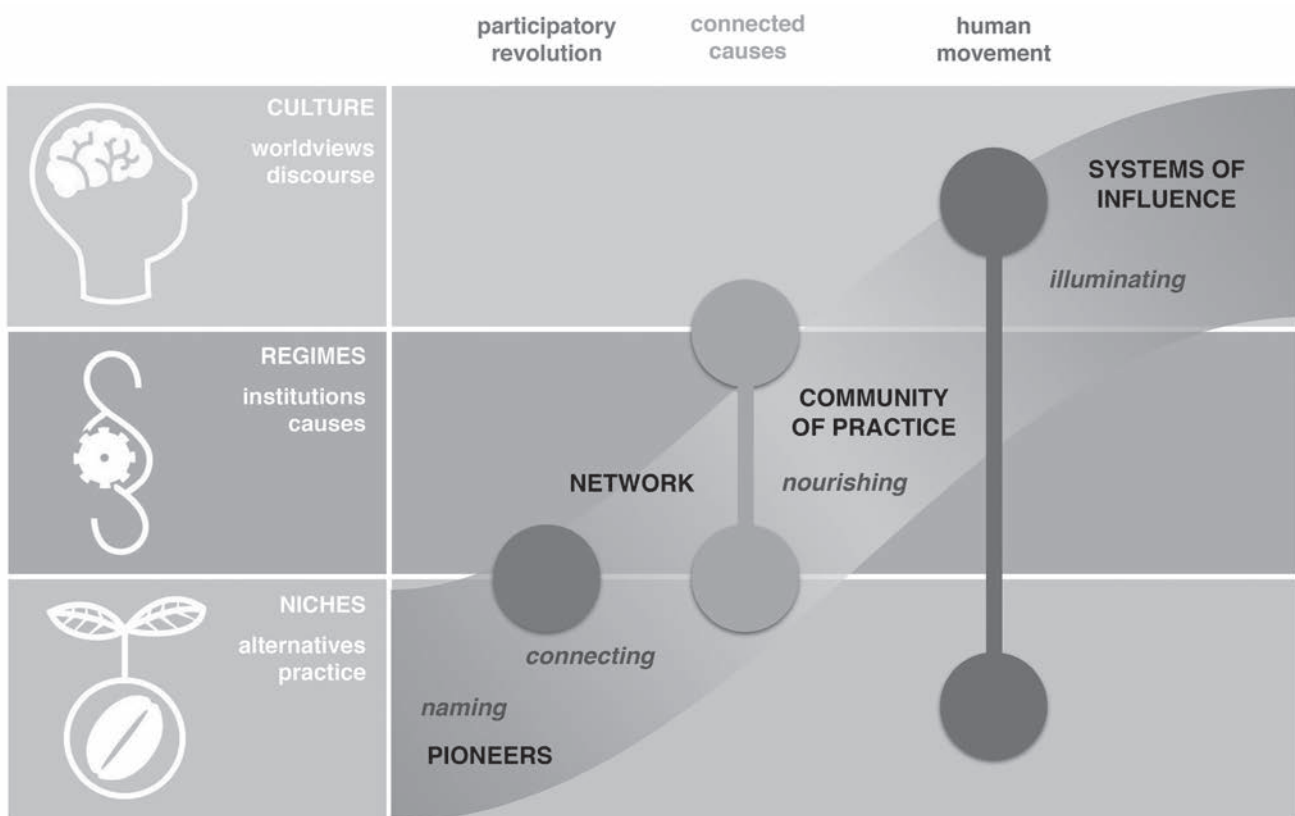 participatory
revolution
connected
causes
human
movement
CULTURE
worldviews
discourse
SYSTEMS OF
INFLUENCE
illuminating
REGIMES
institutions
causes
COMMUNITY
OF PRACTICE
NETWORK
nourishing
NICHES
alternatives
practice
connecting
naming
PIONEERS